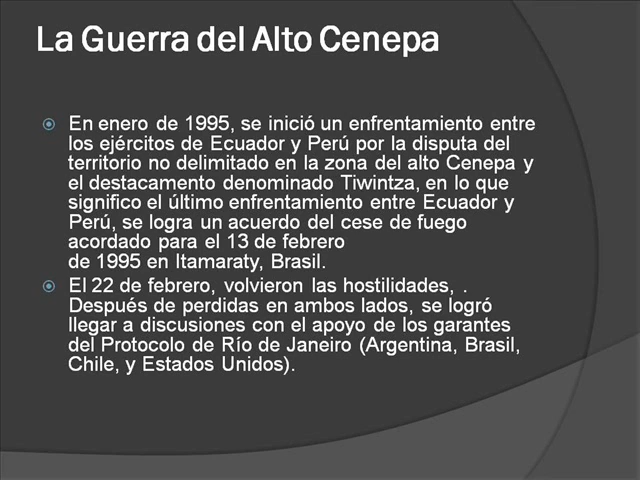 La Guerra del Alto Cenepa
En enero de 1995, se inició un enfrentamiento entre
los ejércitos de Ecuador y Perú por la disputa del
territorio no delimitado en la zona del alto Cenepa y
el destacamento denominado Tiwintza, en lo que
significo el último enfrentamiento entre Ecuador y
Perú, se logra un acuerdo del cese de fuego
acordado para el 13 de febrero
de 1995 en Itamaraty, Brasil.
El 22 de febrero, volvieron las hostilidades, .
Después de perdidas en ambos lados, se logró
llegar a discusiones con el apoyo de los garantes
del Protocolo de Río de Janeiro (Argentina, Brasil,
Chile, y Estados Unidos).